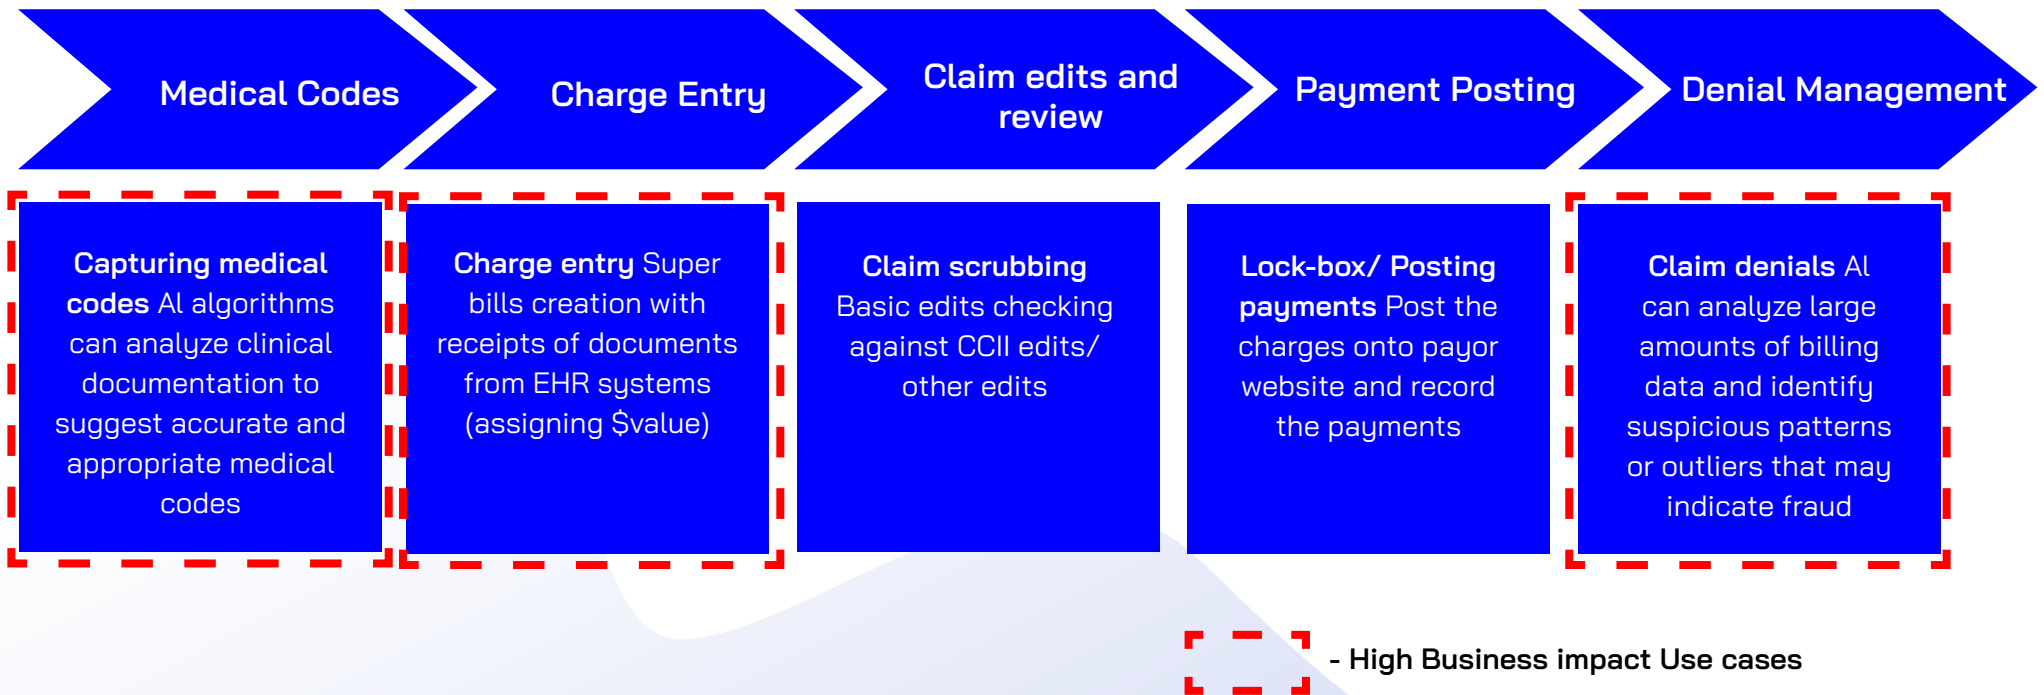 Medical Codes
Charge Entry
Claim edits and
review
Payment Posting
Denial Management
Capturing medical
codes AI algorithms
can analyze clinical
documentation to
suggest accurate and
appropriate medical
codes
Charge entry Super
bills creation with
receipts of documents
from EHR systems
(assigning $value)
Claim scrubbing
Basic edits checking
against CCII edits/
other edits
Lock-box/ Posting
payments Post the
charges onto payor
website and record
the payments
Claim denials AI
can analyze large
amounts of billing
data and identify
suspicious patterns
or outliers that may
indicate fraud
- High Business impact Use cases